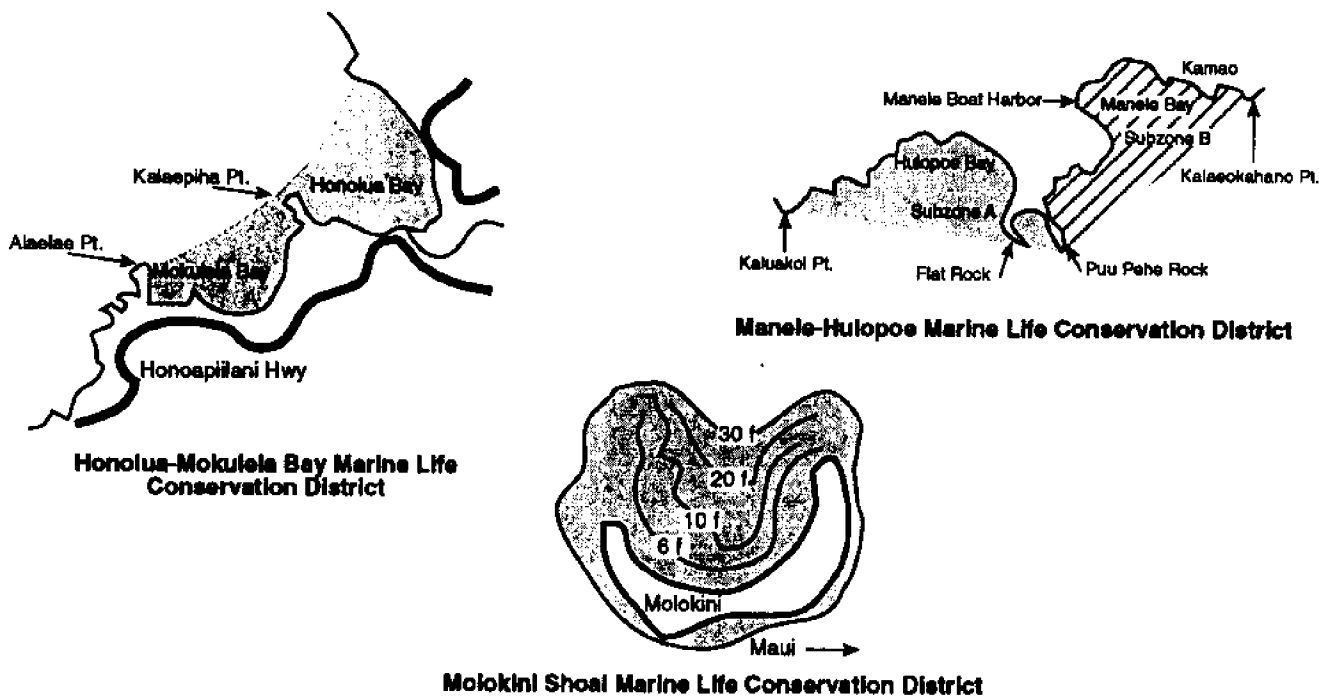 Kalaepiha Pt.
Honolua Bay
Alaelae Pt.
Mokuleia Bay
Honoapiilani Hwy
Honolua-Mokuleia Bay Marine Life
Conservation District
Kamao
Manele Boat Harbor
Manele Bay
Subzone B
Hulopoe Bay
Kalaeokahano Pt.
Subzone A
Kaluakoi Pt.
Flat Rock
Puu Pehe Rock
Manele-Hulopoe Marine Life Conservation District
30 f
20 f
10 f
6 f
Molokini
Maui
Molokini Shoal Marine Life Conservation District